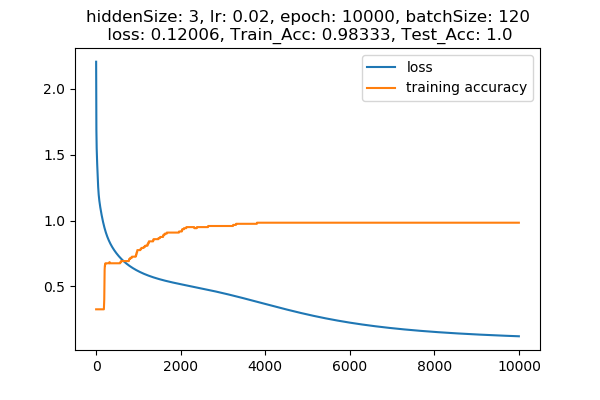 hiddenSize: 3, lr: 0.02, epoch: 10000, batchSize: 120
loss: 0.12006, Train_Acc: 0.98333, Test_Acc: 1.0
loss
training accuracy
2.0
1.5
1.0
0.5
0 2000 4000 6000 8000 10000